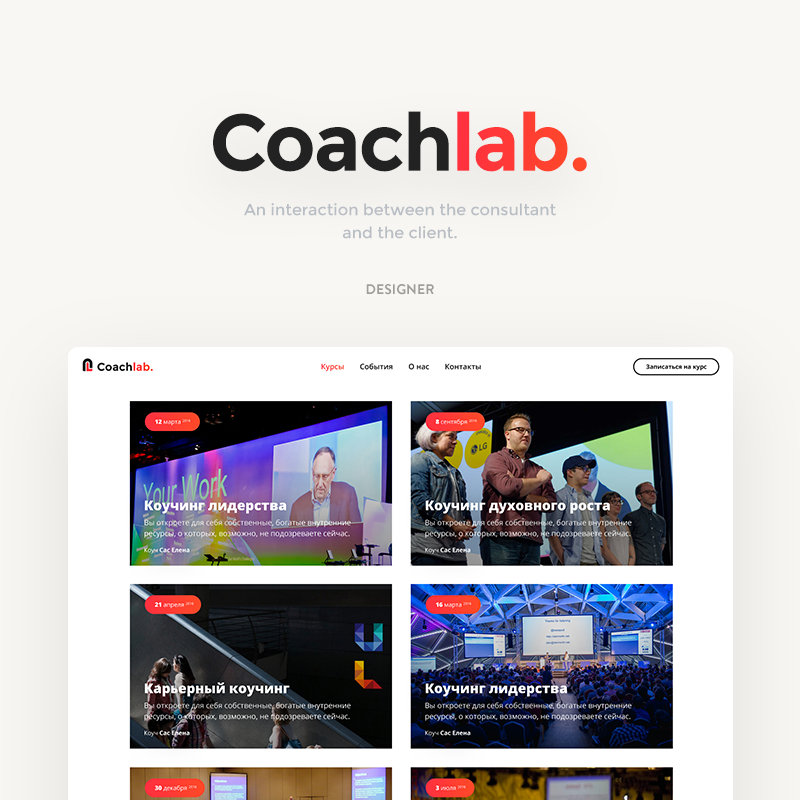 Coachlab.
An interaction between the consultant
and the client.
DESIGNER
Coachlab.
Курсы События О нас Контакты
Записаться на курс
12 марта 2018
Your Work
Коучинг лидерства
Вы откроете для себя собственные, богатые внутренние
ресурсы, о которых, возможно, не подозреваете сейчас.
Коуч Сас Елена
8 сентября 2018
LG
Коучинг духовного роста
Вы откроете для себя собственные, богатые внутренние
ресурсы, о которых, возможно, не подозреваете сейчас.
Коуч Сас Елена
21 апреля 2018
Карьерный коучинг
Вы откроете для себя собственные, богатые внутренние
ресурсы, о которых, возможно, не подозреваете сейчас.
Коуч Сас Елена
16 марта 2018
Коучинг лидерства
Вы откроете для себя собственные, богатые внутренние
ресурсы, о которых, возможно, не подозреваете сейчас.
Коуч Сас Елена
30 декабря 2018
3 июля 2018